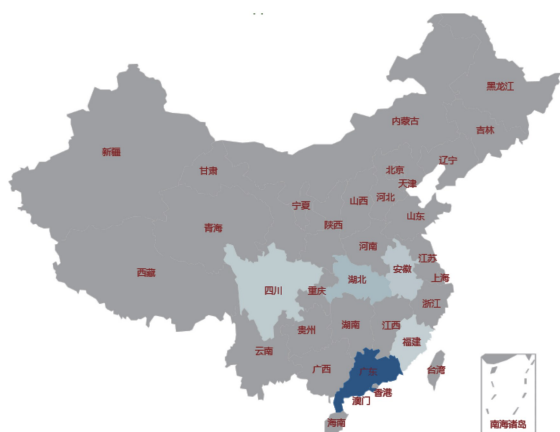 黑龙江
内蒙古
吉林
新疆
辽宁
北京
甘肃
天津
河北
山西
宁夏
山东
陕西
青海
河南
江苏
安徽
西藏
上海
湖北
四川
重庆
浙江
湖南
江西
贵州
福建
云南
广西
广东
台湾
香港
澳门
海南
南海诸岛